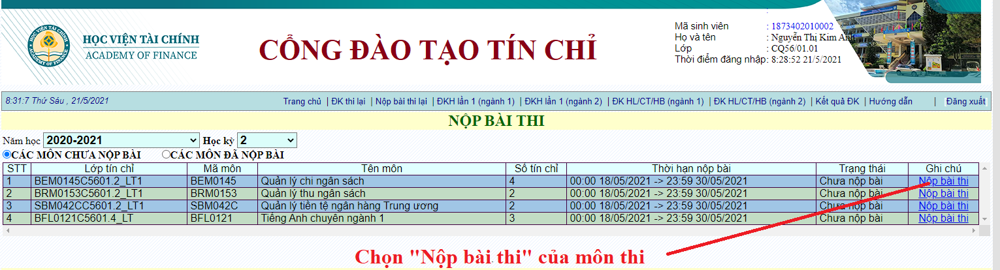 HỌC VIỆN TÀI CHÍNH
ACADEMY OF FINANCE
HỌC VIỆN TÀI CHÍNH
ACADEMY OF FINANCE
CỔNG ĐÀO TẠO TÍN CHỈ
Mã sinh viên : 1873402010002
Họ và tên : Nguyễn Thị Kim Anh
Lớp : CQ56/01.01
Thời điểm đăng nhập: 8:28:52 21/5/2021
8:31:7 Thứ Sáu , 21/5/2021 Trang chủ | ĐK thi lại | Nộp bài thi lại | ĐKH lần 1 (ngành 1) | ĐKH lần 1 (ngành 2) | ĐK HL/CT/HB (ngành 1) | ĐK HL/CT/HB (ngành 2) | Kết quả ĐK | Hướng dẫn | Đăng xuất
NỘP BÀI THI
Năm học 2020-2021 Học kỳ 2
CÁC MÔN CHƯA NỘP BÀI CÁC MÔN ĐÃ NỘP BÀI
STT Lớp tín chỉ Mã môn Tên môn Số tín chỉ Thời hạn nộp bài Trạng thái Ghi chú
1 BEM0145C5601.2_LT1 BEM0145 Quản lý chi ngân sách 4 00:00 18/05/2021 -> 23:59 30/05/2021 Chưa nộp bài Nộp bài thi
2 BRM0153C5601.2_LT1 BRM0153 Quản lý thu ngân sách 2 00:00 18/05/2021 -> 23:59 30/05/2021 Chưa nộp bài Nộp bài thi
3 SBM042CC5601.2_LT1 SBM042C Quản lý tiền tệ ngân hàng Trung ương 2 00:00 18/05/2021 -> 23:59 30/05/2021 Chưa nộp bài Nộp bài thi
4 BFL0121C5601.4_LT BFL0121 Tiếng Anh chuyên ngành 1 3 00:00 18/05/2021 -> 23:59 30/05/2021 Chưa nộp bài Nộp bài thi
Chọn "Nộp bài thi" của môn thi